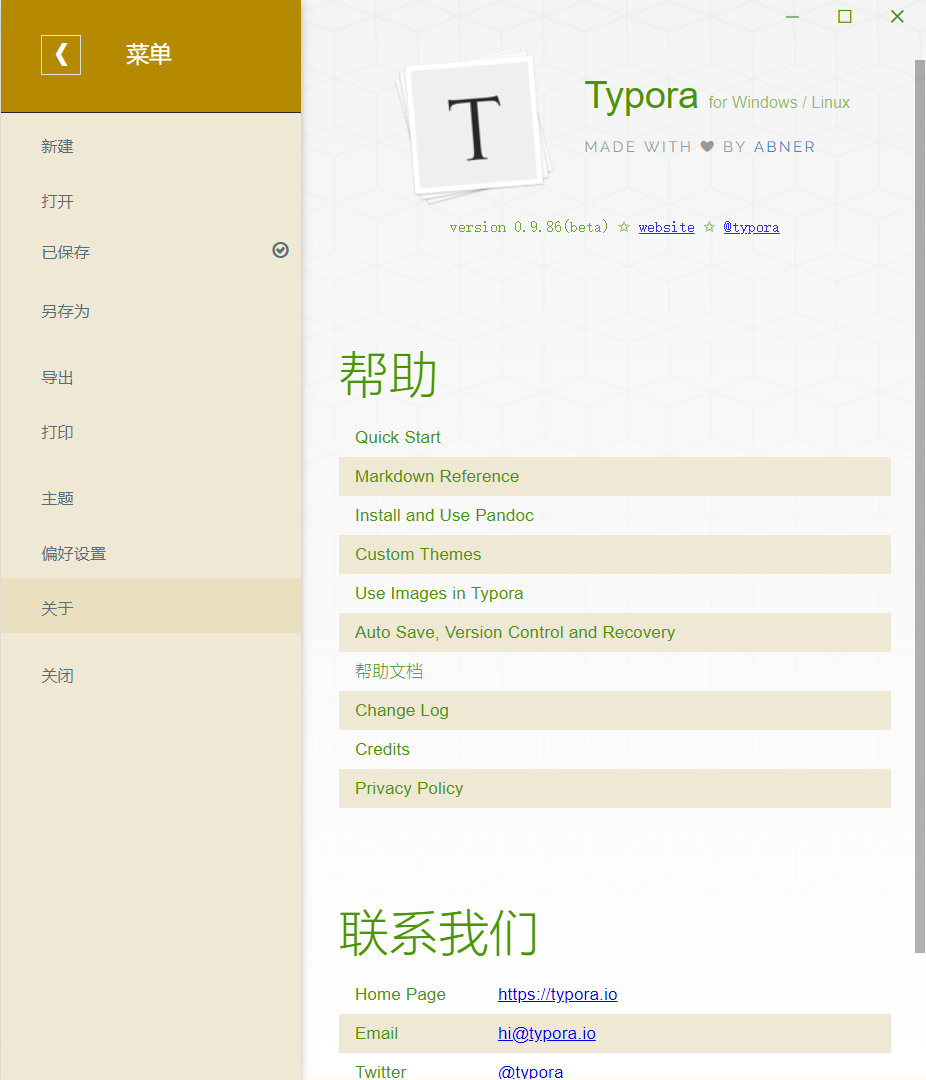 菜单
新建
打开
已保存
另存为
导出
打印
主题
偏好设置
关于
关闭
T
Typora for Windows / Linux
MADE WITH ❤ BY ABNER
version 0.9.86(beta) ☆ website ☆ @typora
帮助
Quick Start
Markdown Reference
Install and Use Pandoc
Custom Themes
Use Images in Typora
Auto Save, Version Control and Recovery
帮助文档
Change Log
Credits
Privacy Policy
联系我们
Home Page https://typora.io
Email hi@typora.io
Twitter @typora